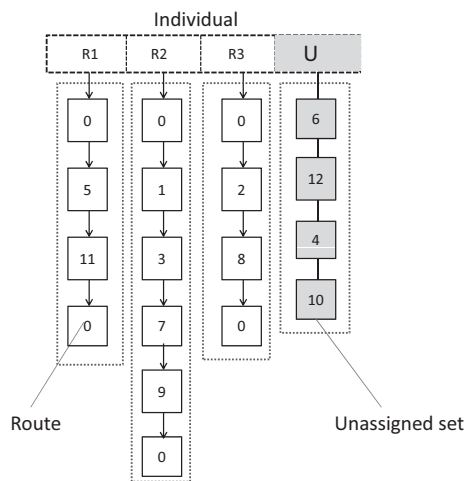 Individual
R1 R2 R3 U
0 0 0 6
5 1 2 12
11 3 8 4
0 7 0 10
9
0
Route Unassigned set